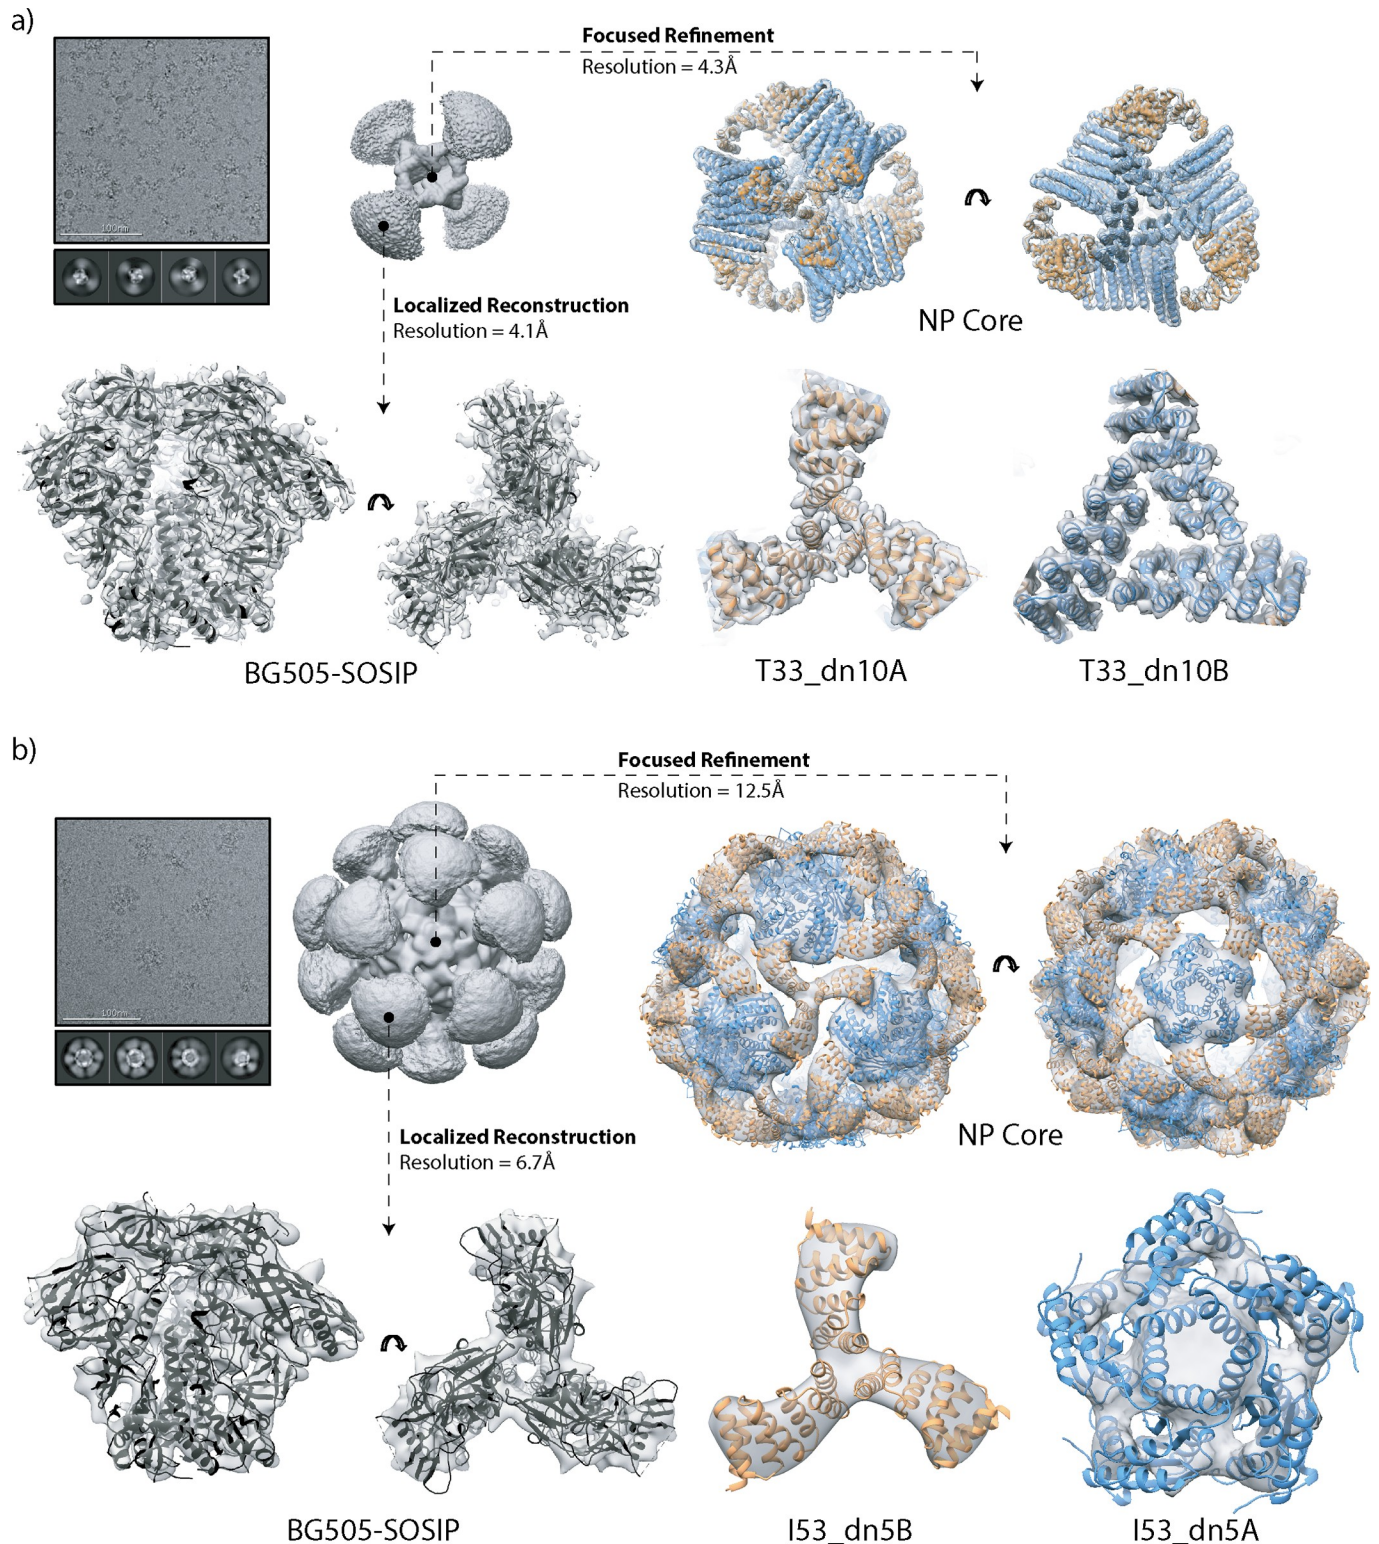 a)
Focused Refinement
Resolution = 4.3Å
100nm
Localized Reconstruction
Resolution = 4.1Å
NP Core
BG505-SOSIP
T33_dn10A
T33_dn10B
b)
Focused Refinement
Resolution = 12.5Å
100nm
NP Core
Localized Reconstruction
Resolution = 6.7Å
BG505-SOSIP
I53_dn5B
I53_dn5A